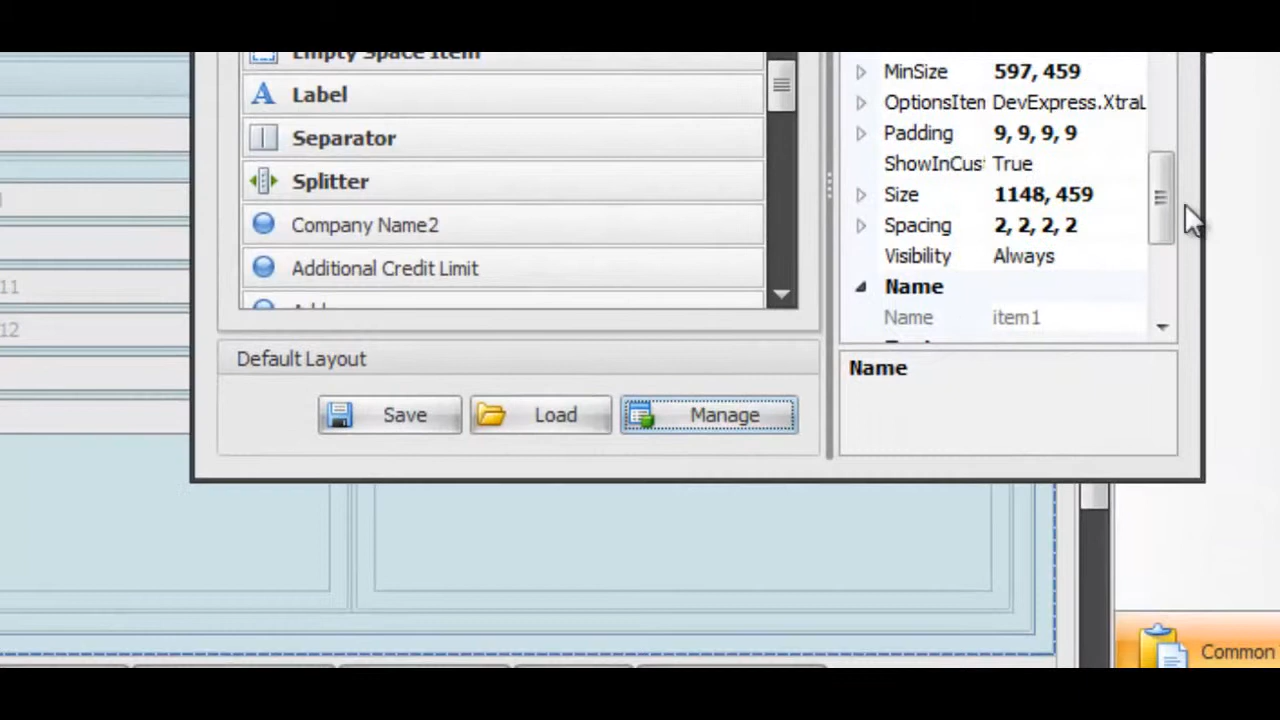 Empty Space Item
Label
Separator
Splitter
Company Name2
Additional Credit Limit
Default Layout
Save
Load
Manage
MinSize 597, 459
OptionsIten DevExpress.XtraL
Padding 9, 9, 9, 9
ShowInCus True
Size 1148, 459
Spacing 2, 2, 2, 2
Visibility Always
Name
Name item1
Name
11
12
Common